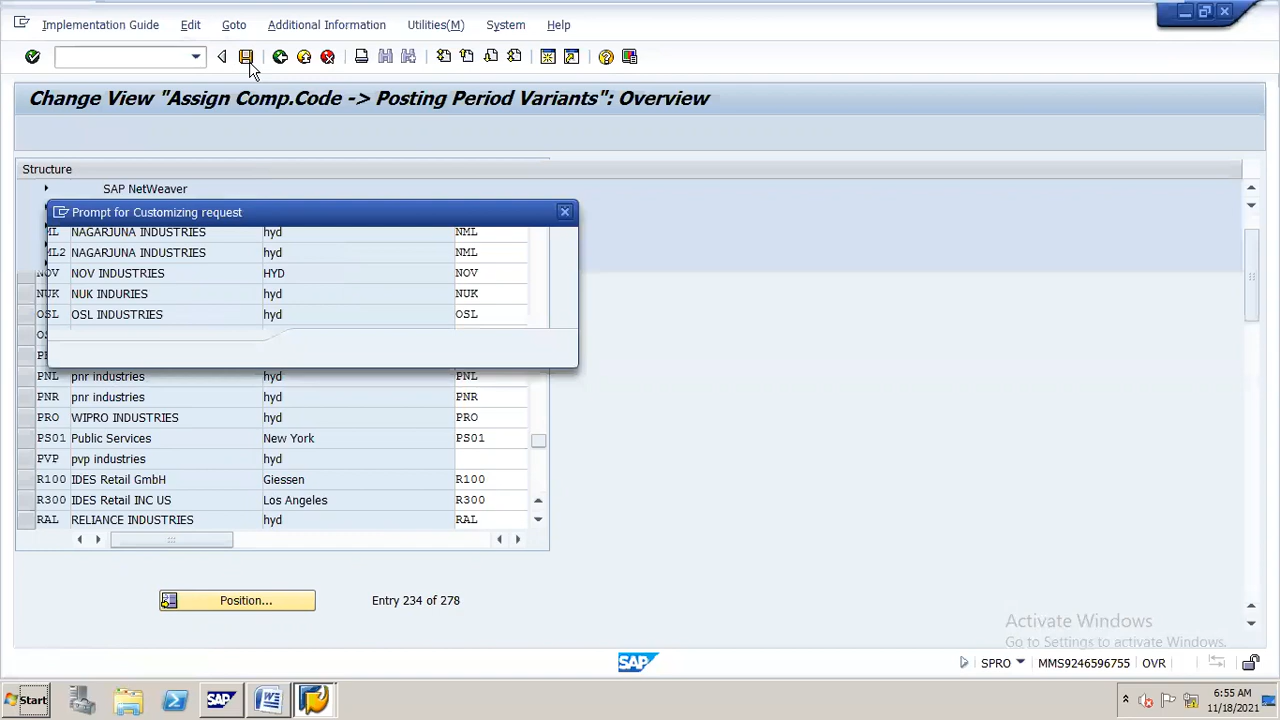 Implementation Guide Edit Goto Additional Information Utilities(M) System Help
Change View "Assign Comp.Code -> Posting Period Variants": Overview
Structure
SAP NetWeaver
Prompt for Customizing request
ML NAGARJUNA INDUSTRIES hyd NML
ML2 NAGARJUNA INDUSTRIES hyd NML
NOV NOV INDUSTRIES HYD NOV
NUK NUK INDURIES hyd NUK
OSL OSL INDUSTRIES hyd OSL
PNL pnr industries hyd PNL
PNR pnr industries hyd PNR
PRO WIPRO INDUSTRIES hyd PRO
PS01 Public Services New York PS01
PVP pvp industries hyd
R100 IDES Retail GmbH Giessen R100
R300 IDES Retail INC US Los Angeles R300
RAL RELIANCE INDUSTRIES hyd RAL
Position... Entry 234 of 278
Activate Windows
Go to Settings to activate Windows.
SAP SPRO MMS9246596755 OVR
Start SAP 6:55 AM
11/18/2021